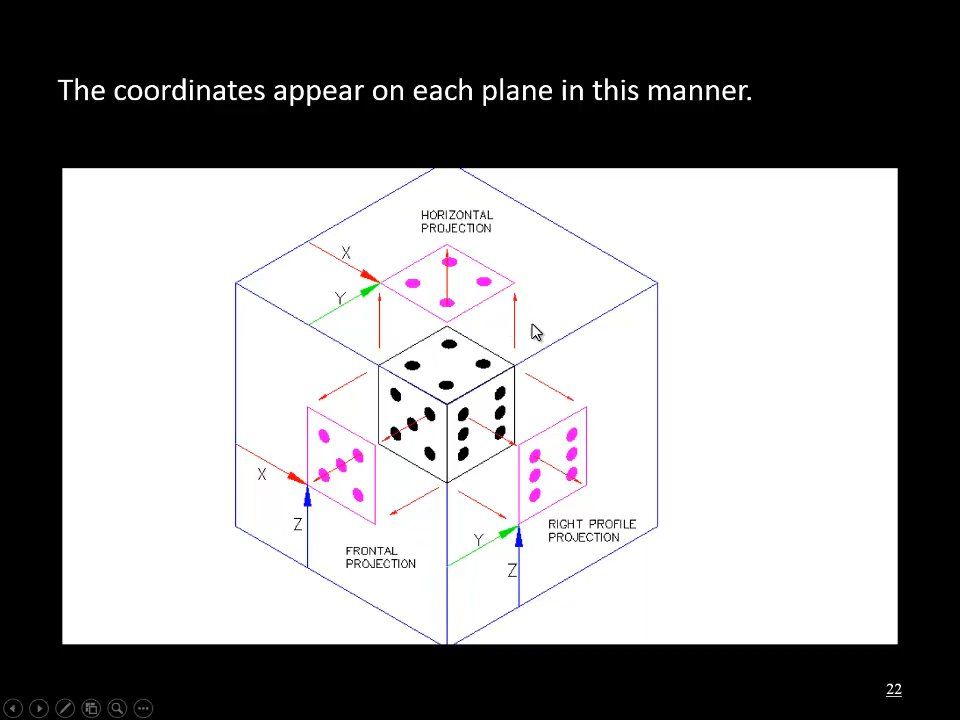 The coordinates appear on each plane in this manner.
HORIZONTAL
PROJECTION
X
Y
X
Z
Y
RIGHT PROFILE
PROJECTION
FRONTAL
PROJECTION
Z
22